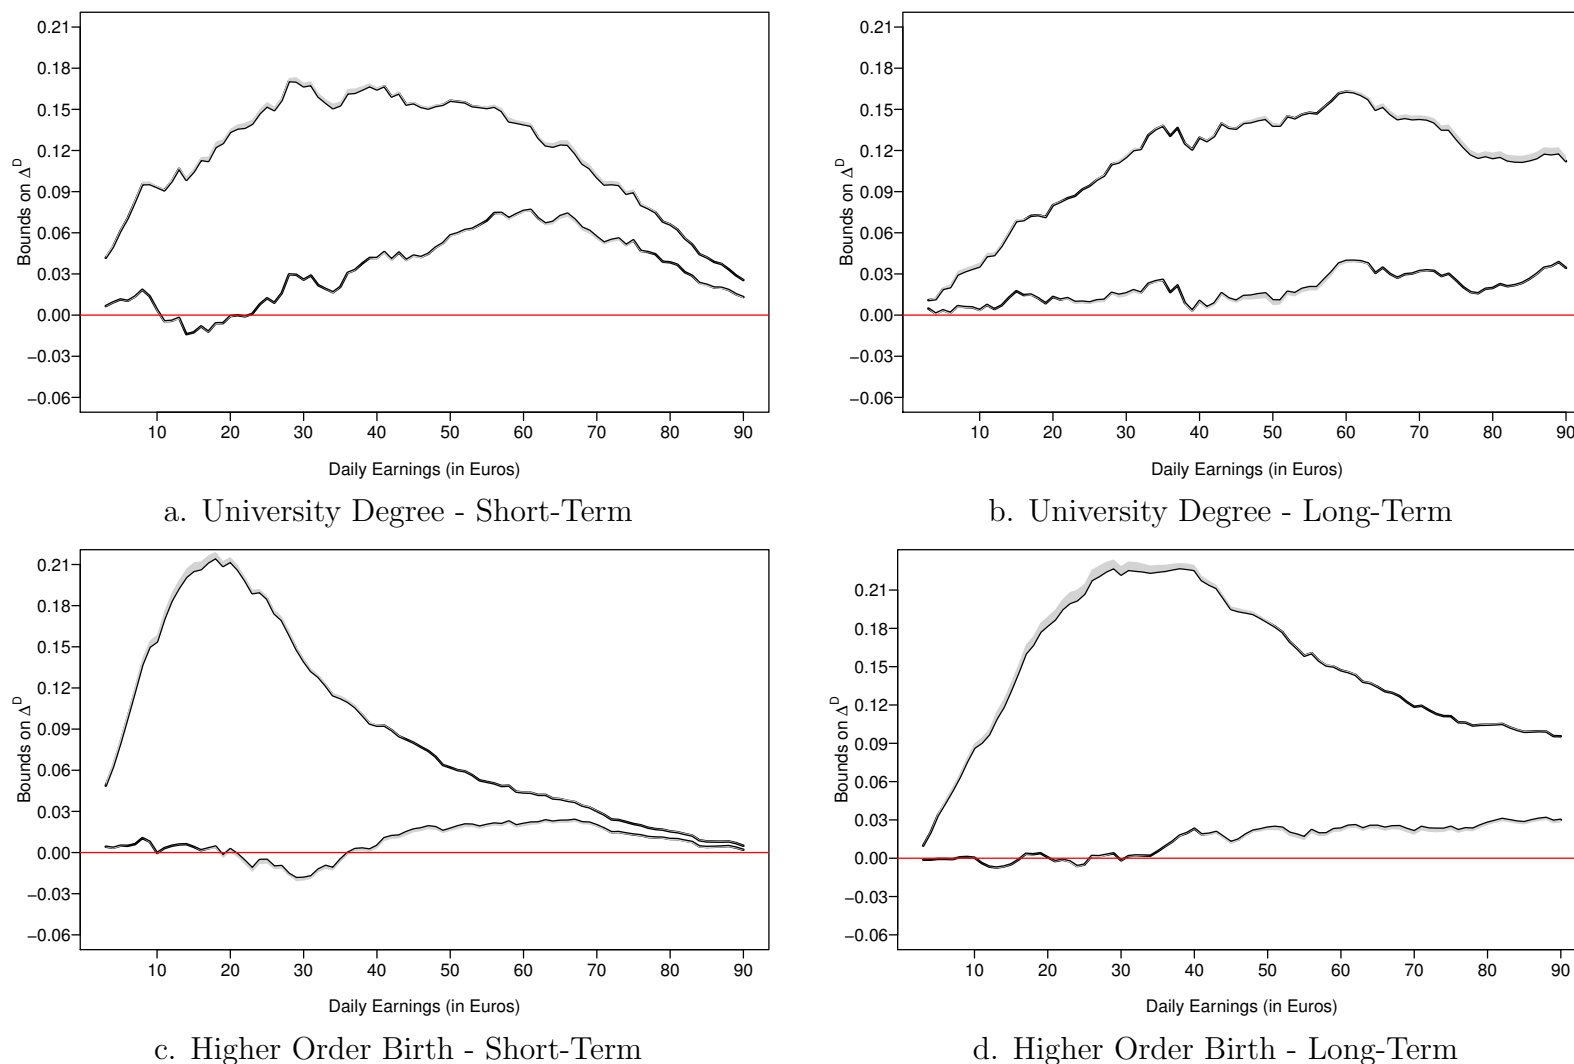 0.21
0.18
0.15
0.12
0.09
0.06
0.03
0.00
−0.03
−0.06
Bounds on Δ^D
10 20 30 40 50 60 70 80 90
Daily Earnings (in Euros)
a. University Degree - Short-Term
0.21
0.18
0.15
0.12
0.09
0.06
0.03
0.00
−0.03
−0.06
Bounds on Δ^D
10 20 30 40 50 60 70 80 90
Daily Earnings (in Euros)
b. University Degree - Long-Term
0.21
0.18
0.15
0.12
0.09
0.06
0.03
0.00
−0.03
−0.06
Bounds on Δ^D
10 20 30 40 50 60 70 80 90
Daily Earnings (in Euros)
c. Higher Order Birth - Short-Term
0.21
0.18
0.15
0.12
0.09
0.06
0.03
0.00
−0.03
−0.06
Bounds on Δ^D
10 20 30 40 50 60 70 80 90
Daily Earnings (in Euros)
d. Higher Order Birth - Long-Term